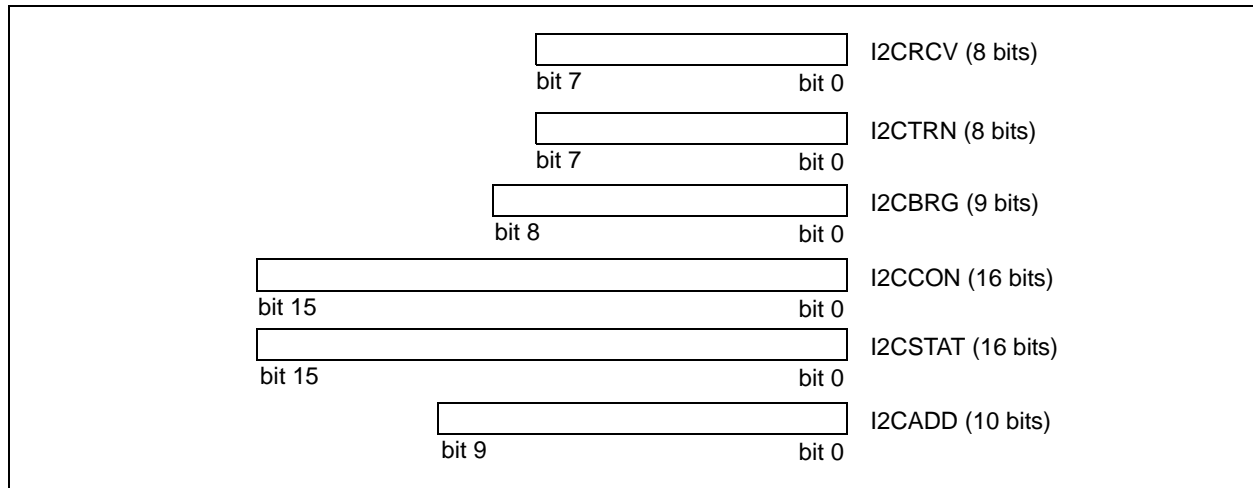 I2CRCV (8 bits)
bit 7 bit 0
I2CTRN (8 bits)
bit 7 bit 0
I2CBRG (9 bits)
bit 8 bit 0
I2CCON (16 bits)
bit 15 bit 0
I2CSTAT (16 bits)
bit 15 bit 0
I2CADD (10 bits)
bit 9 bit 0